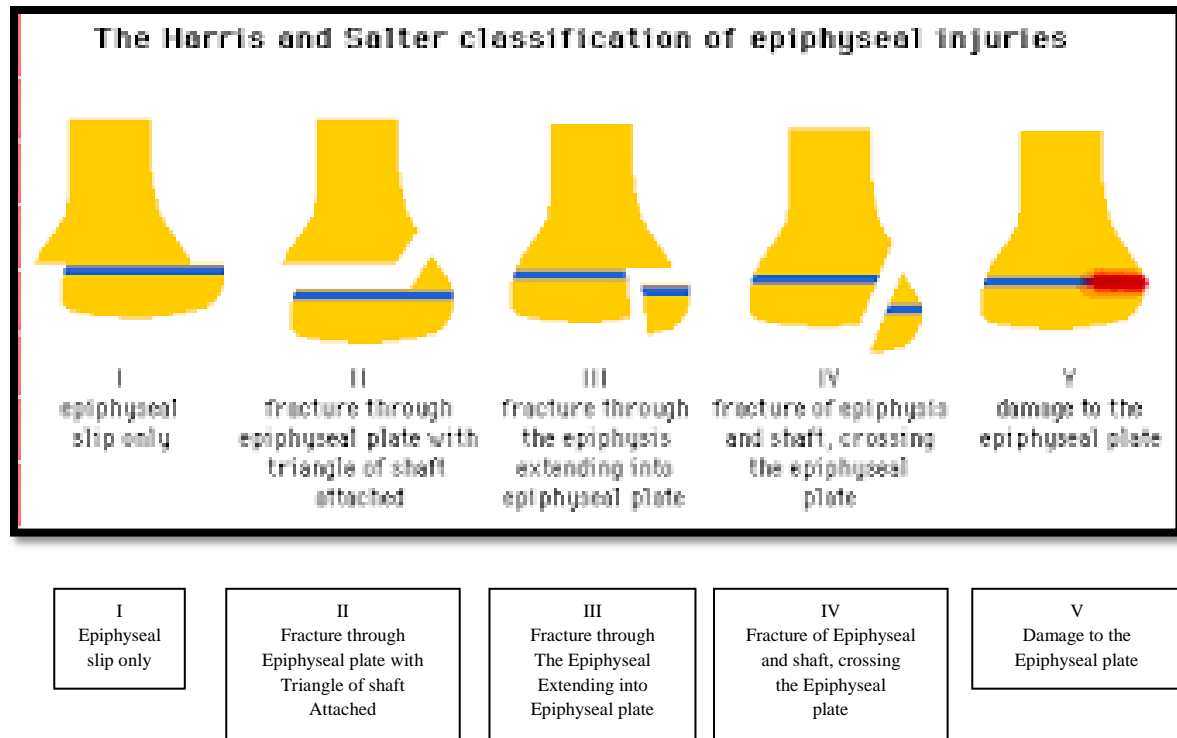 The Harris and Salter classification of epiphyseal injuries
I
epiphyseal
slip only
II
fracture through
epiphyseal plate with
triangle of shaft
attached
III
fracture through
the epiphysis
extending into
epiphyseal plate
IV
fracture of epiphysis
and shaft, crossing
the epiphyseal
plate
V
damage to the
epiphyseal plate
I
Epiphyseal
slip only
II
Fracture through
Epiphyseal plate with
Triangle of shaft
Attached
III
Fracture through
The Epiphyseal
Extending into
Epiphyseal plate
IV
Fracture of Epiphyseal
and shaft, crossing
the Epiphyseal
plate
V
Damage to the
Epiphyseal plate